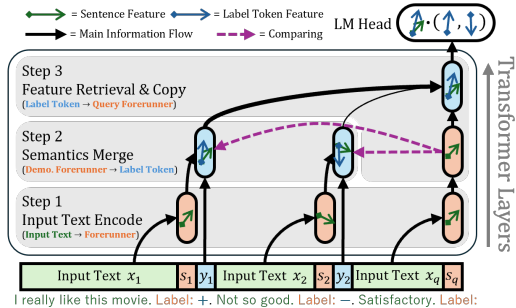 = Sentence Feature = Label Token Feature
= Main Information Flow = Comparing
LM Head
·( , )
Step 3
Feature Retrieval & Copy
(Label Token → Query Forerunner)
Step 2
Semantics Merge
(Demo. Forerunner → Label Token)
Step 1
Input Text Encode
(Input Text → Forerunner)
Transformer Layers
Input Text x1 s1 y1 Input Text x2 s2 y2 Input Text xq sq
I really like this movie. Label: +. Not so good. Label: −. Satisfactory. Label: